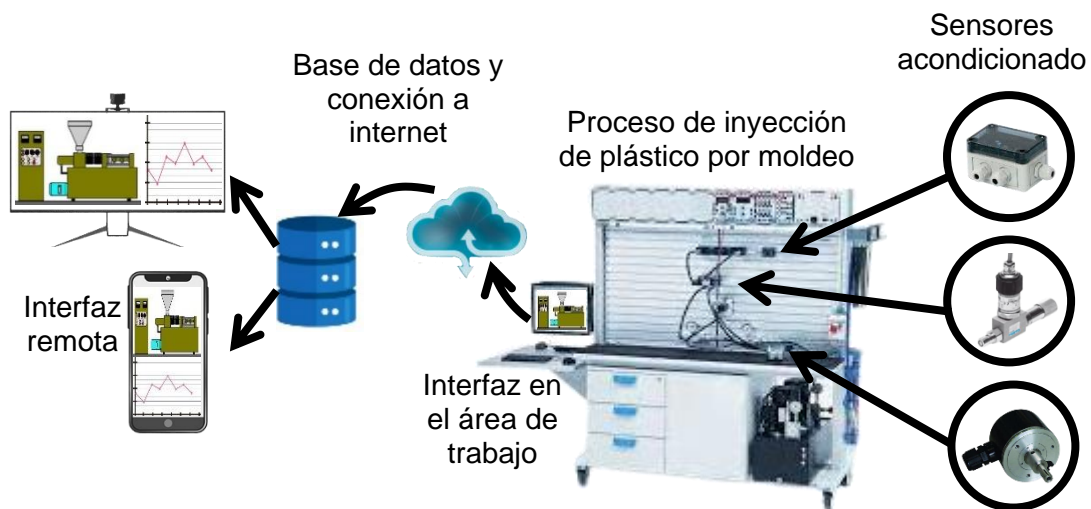 Sensores
acondicionado
Base de datos y
conexión a
internet
Proceso de inyección
de plástico por moldeo
Interfaz
remota
Interfaz en
el área de
trabajo